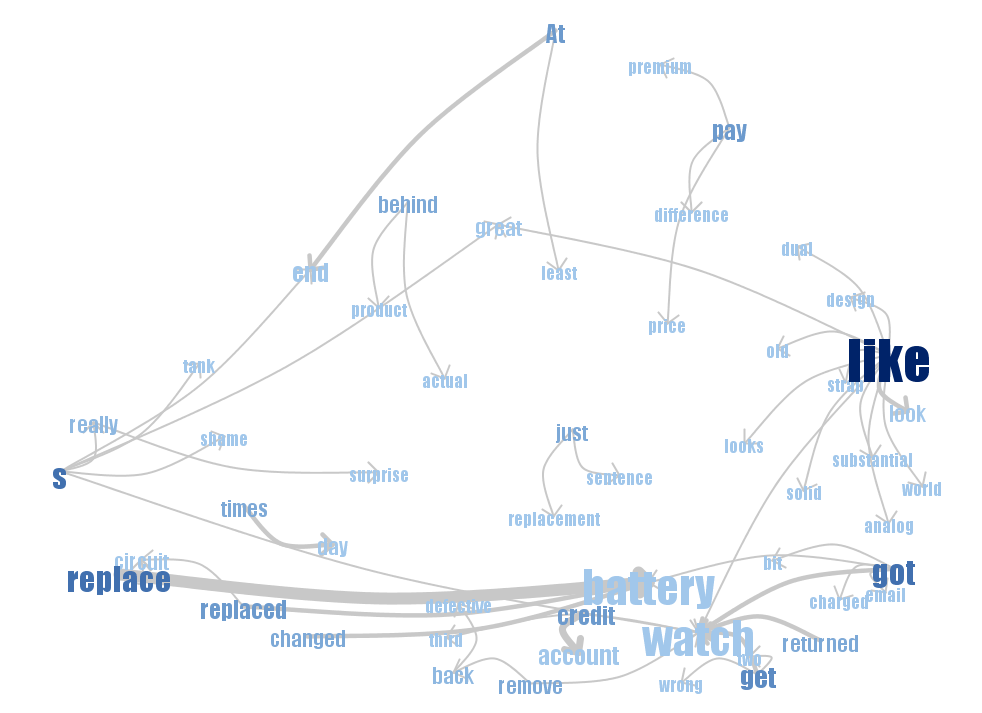 At
premium
pay
behind
difference
great
dual
end
least
design
product
price
old
like
tank
actual
strap
look
really
just
shame
looks
substantial
s
surprise
sentence
solid
world
times
replacement
analog
day
circuit
bit
got
replace
battery
email
charged
replaced
defective
credit
changed
third
watch
returned
account
two
back
remove
wrong
get